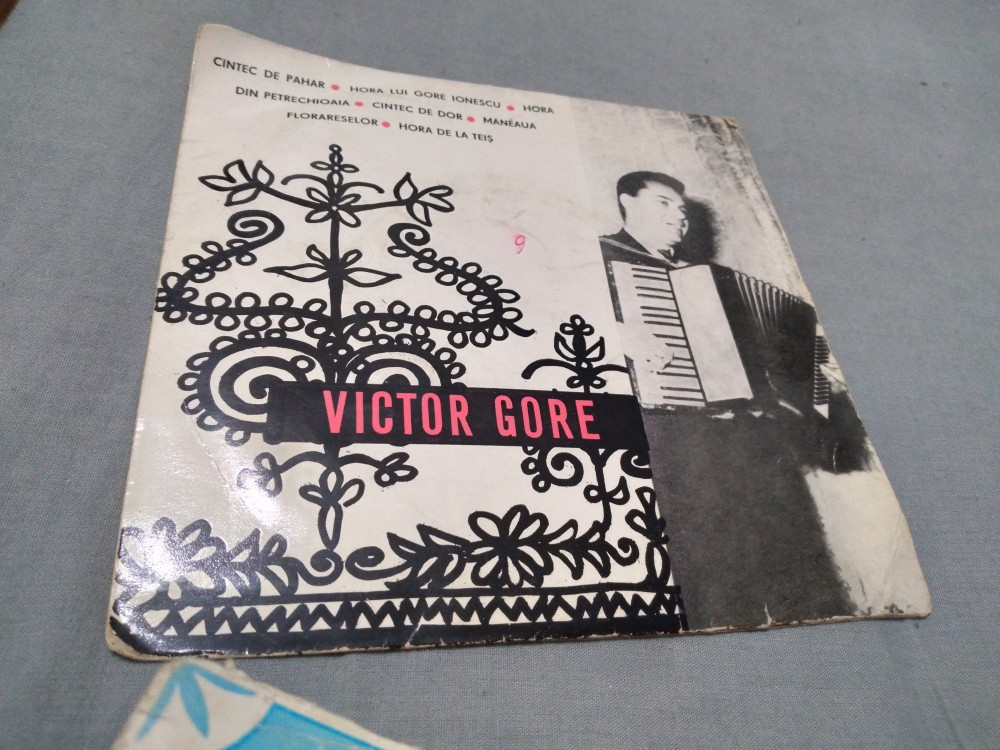 CINTEC DE PAHAR ● HORA LUI GORE IONESCU ● HORA
DIN PETRECHIOAIA ● CINTEC DE DOR ● MANÉAUA
FLORARESELOR ● HORA DE LA TEIȘ
9
VICTOR GORE